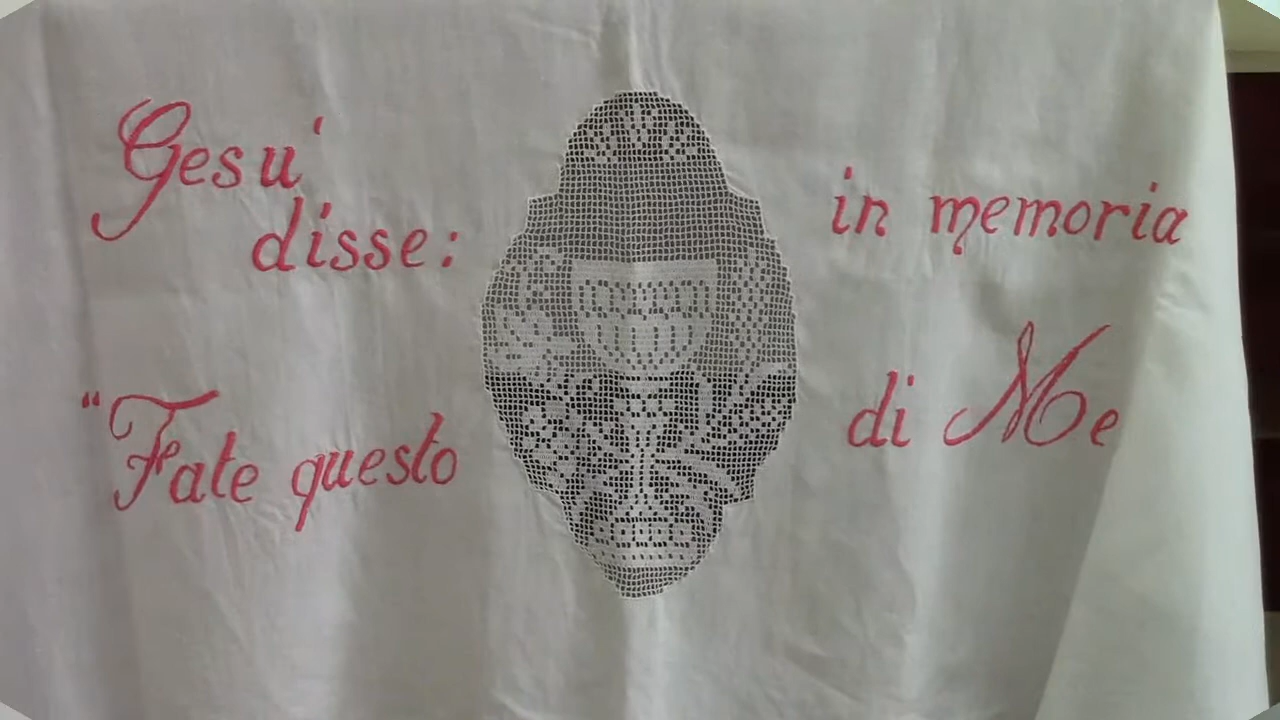 Gesu'
disse:
“Fate questo
in memoria
di Me